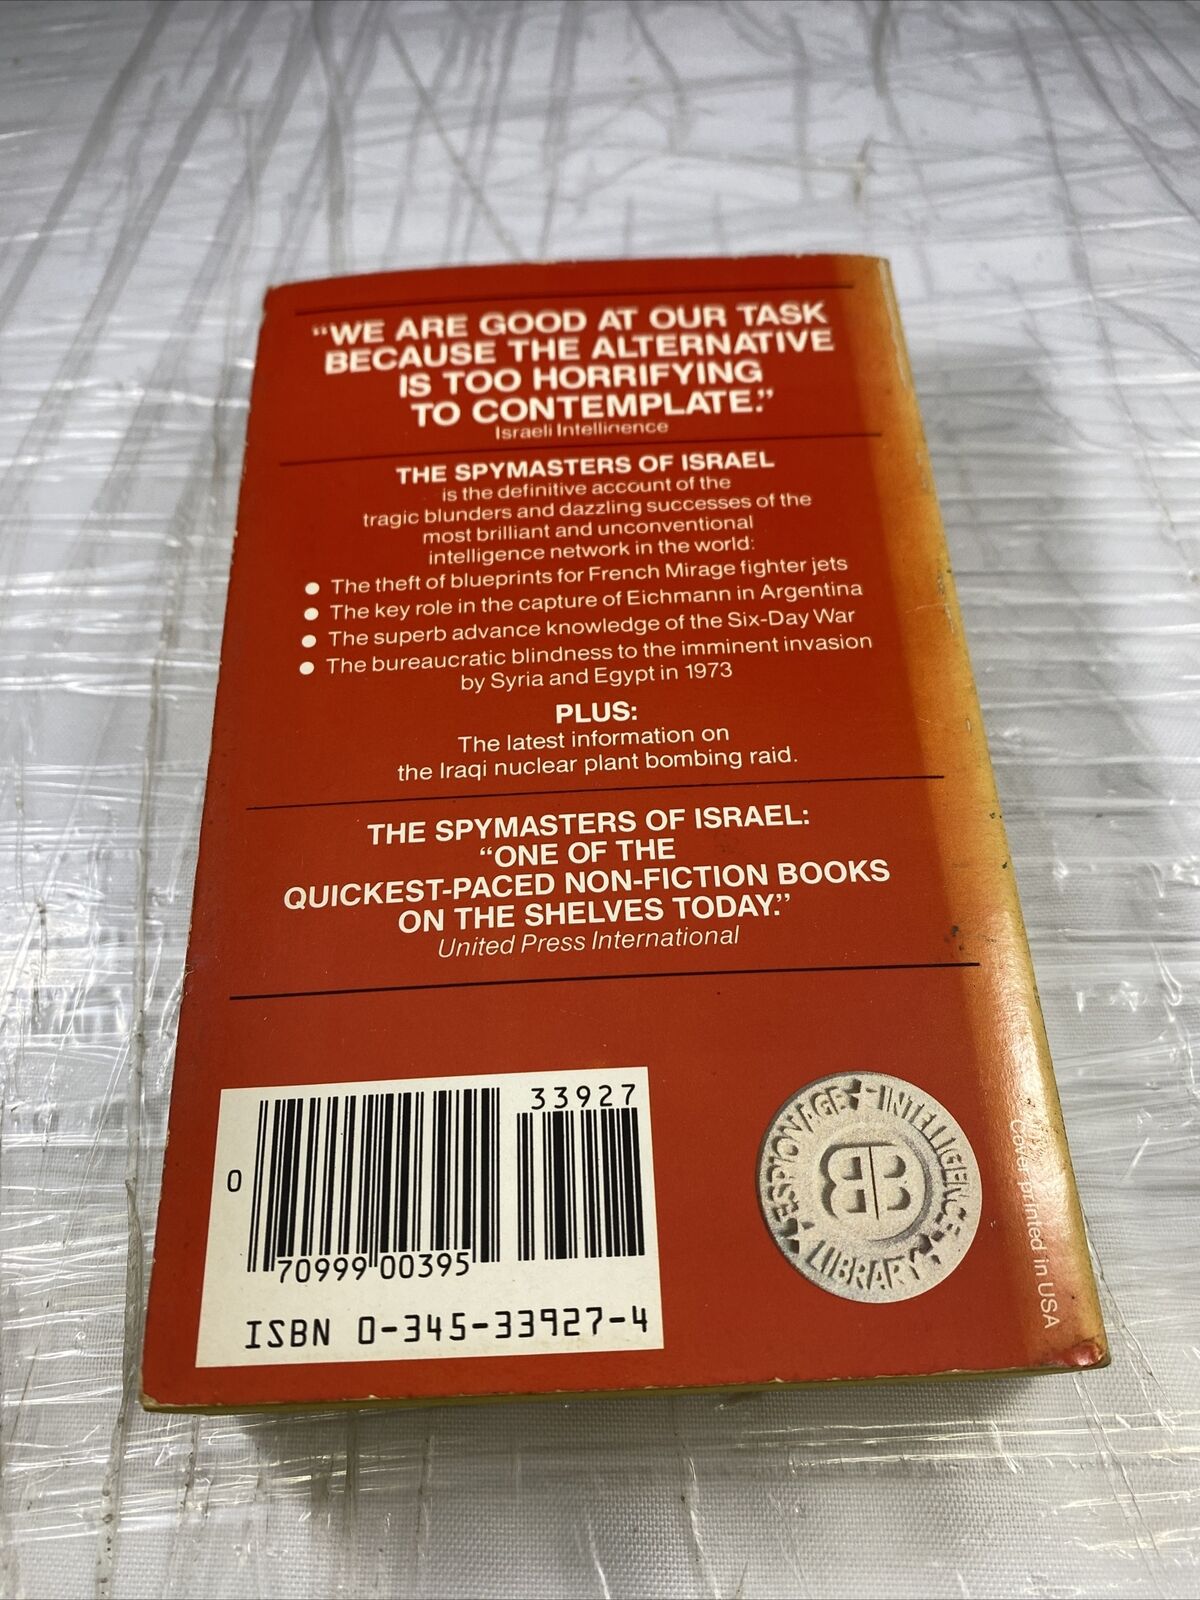 “WE ARE GOOD AT OUR TASK
BECAUSE THE ALTERNATIVE
IS TOO HORRIFYING
TO CONTEMPLATE.”
Israeli Intellinence
THE SPYMASTERS OF ISRAEL
is the definitive account of the
tragic blunders and dazzling successes of the
most brilliant and unconventional
intelligence network in the world:
● The theft of blueprints for French Mirage fighter jets
● The key role in the capture of Eichmann in Argentina
● The superb advance knowledge of the Six-Day War
● The bureaucratic blindness to the imminent invasion
by Syria and Egypt in 1973
PLUS:
The latest information on
the Iraqi nuclear plant bombing raid.
THE SPYMASTERS OF ISRAEL:
“ONE OF THE
QUICKEST-PACED NON-FICTION BOOKS
ON THE SHELVES TODAY.”
United Press International
33927
0
70999 00395
ISBN 0-345-33927-4
ESPIONAGE INTELLIGENCE
BB
LIBRARY
Cover printed in USA